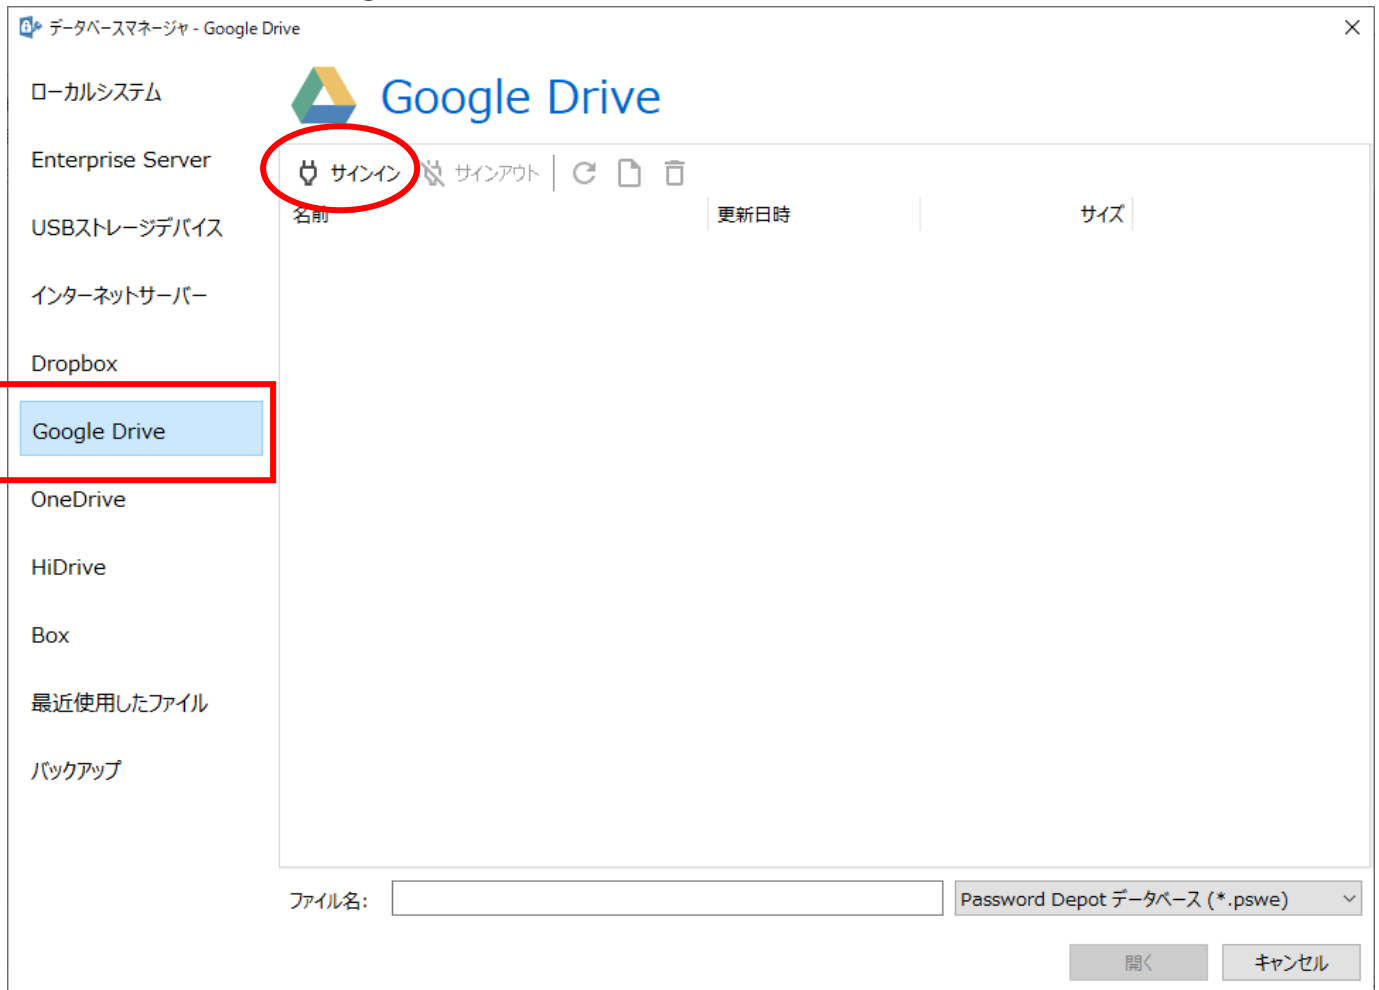 データベースマネージャ - Google Drive
ローカルシステム
Enterprise Server
USBストレージデバイス
インターネットサーバー
Dropbox
Google Drive
OneDrive
HiDrive
Box
最近使用したファイル
バックアップ
Google Drive
サインイン サインアウト
名前 更新日時 サイズ
ファイル名: Password Depot データベース (*.pswe)
開く キャンセル